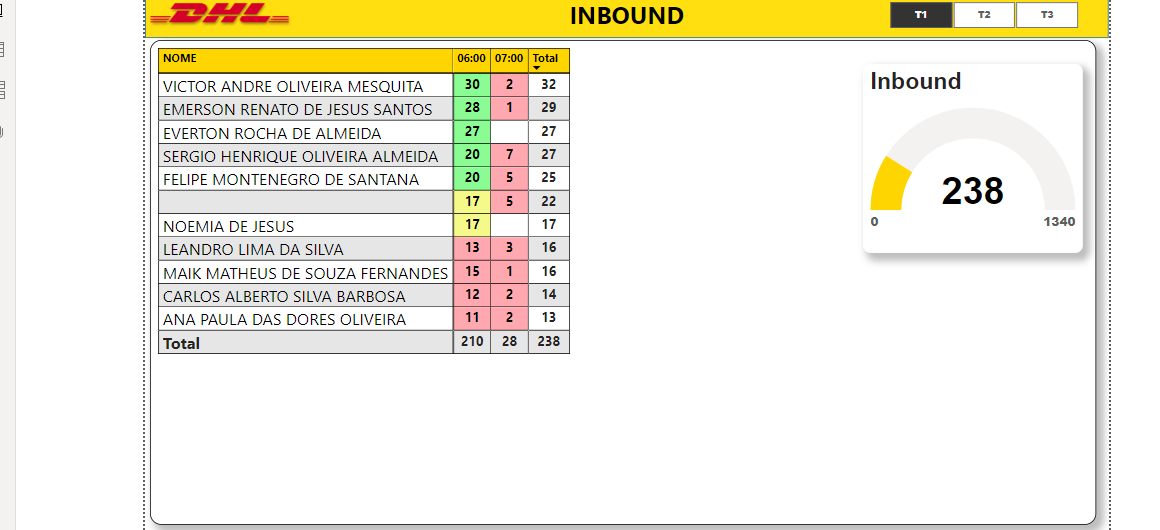 DHL
INBOUND
T1 T2 T3
NOME 06:00 07:00 Total
VICTOR ANDRE OLIVEIRA MESQUITA 30 2 32
EMERSON RENATO DE JESUS SANTOS 28 1 29
EVERTON ROCHA DE ALMEIDA 27 27
SERGIO HENRIQUE OLIVEIRA ALMEIDA 20 7 27
FELIPE MONTENEGRO DE SANTANA 20 5 25
17 5 22
NOEMIA DE JESUS 17 17
LEANDRO LIMA DA SILVA 13 3 16
MAIK MATHEUS DE SOUZA FERNANDES 15 1 16
CARLOS ALBERTO SILVA BARBOSA 12 2 14
ANA PAULA DAS DORES OLIVEIRA 11 2 13
Total 210 28 238
Inbound
238
0 1340